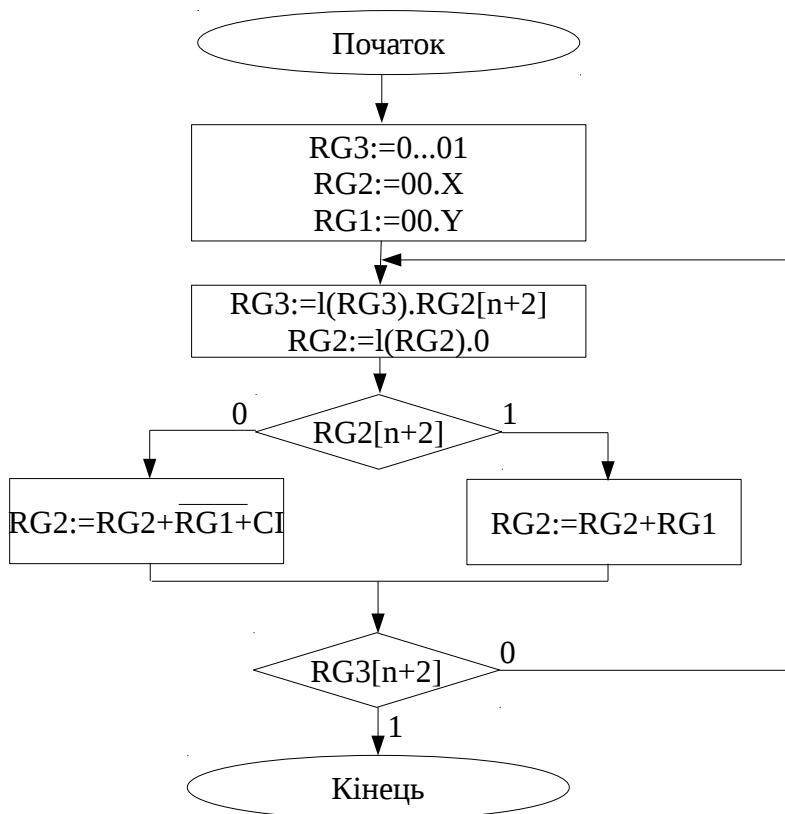 Початок
RG3:=0...01
RG2:=00.X
RG1:=00.Y
RG3:=l(RG3).RG2[n+2]
RG2:=l(RG2).0
0
1
RG2[n+2]
RG2:=RG2+R̅G̅1̅+CI
RG2:=RG2+RG1
RG3[n+2]
0
1
Кінець